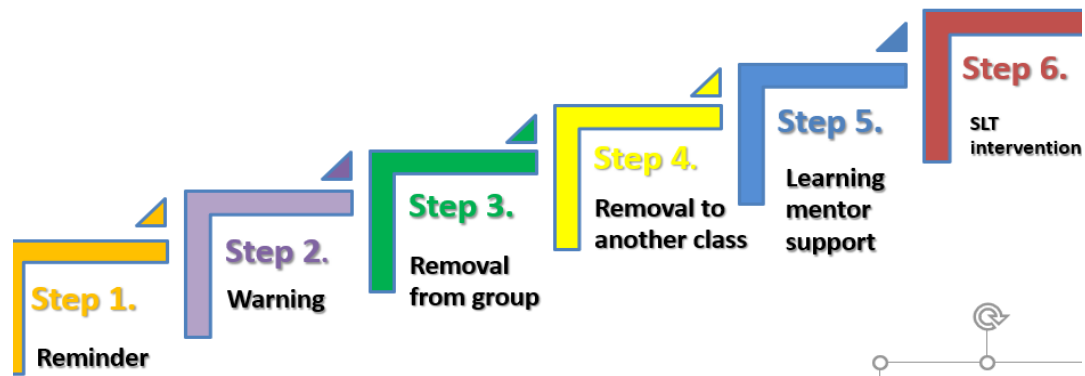 Step 1.
Reminder
Step 2.
Warning
Step 3.
Removal
from group
Step 4.
Removal to
another class
Step 5.
Learning
mentor
support
Step 6.
SLT
intervention